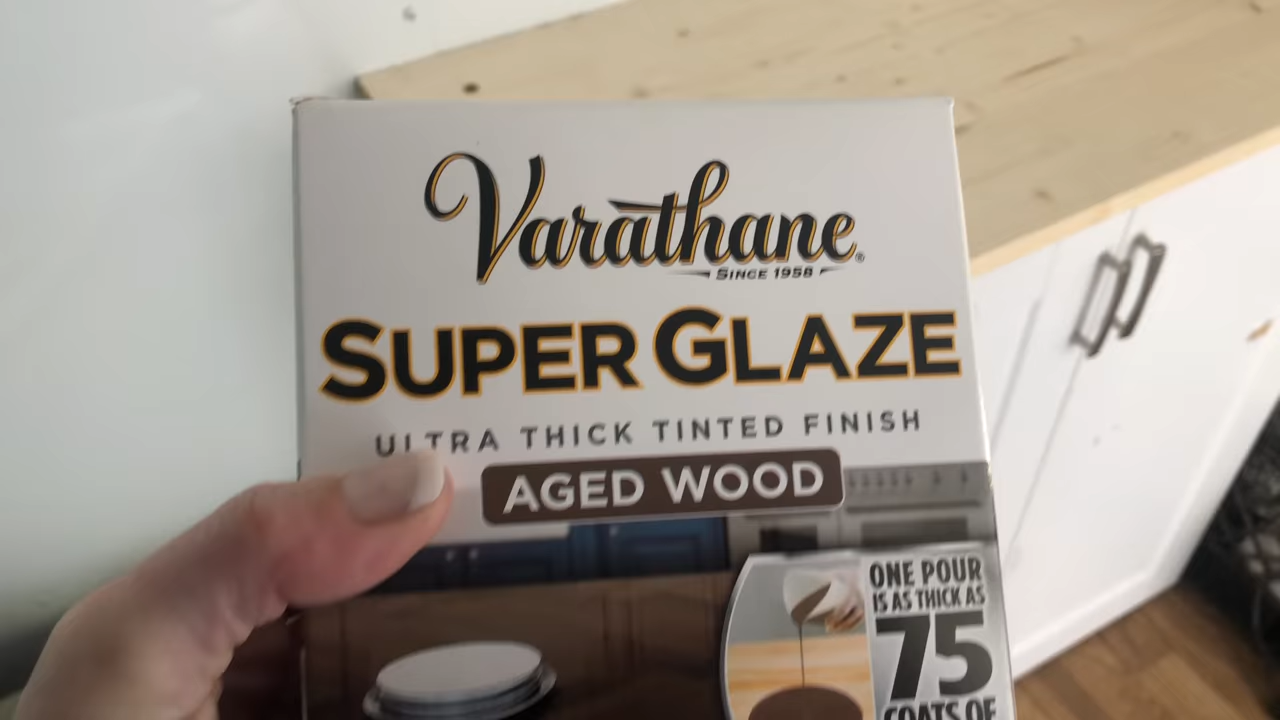 Varathane®
SINCE 1958
SUPER GLAZE
ULTRA THICK TINTED FINISH
AGED WOOD
ONE POUR
IS AS THICK AS
75
COATS OF